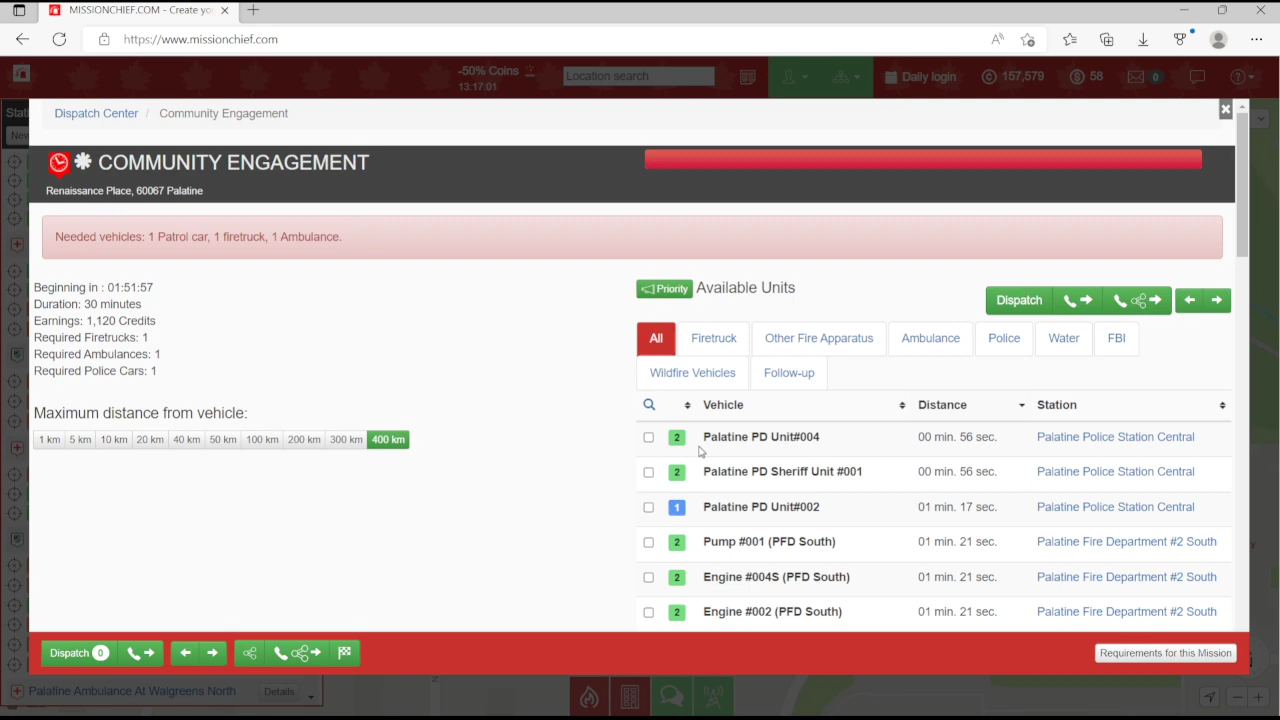 MISSIONCHIEF.COM - Create yo
https://www.missionchief.com
-50% Coins
13:17:01
Location search
Daily login
157,579
58
0
Dispatch Center / Community Engagement
COMMUNITY ENGAGEMENT
Renaissance Place, 60067 Palatine
Needed vehicles: 1 Patrol car, 1 firetruck, 1 Ambulance.
Beginning in : 01:51:57
Duration: 30 minutes
Earnings: 1,120 Credits
Required Firetrucks: 1
Required Ambulances: 1
Required Police Cars: 1
Maximum distance from vehicle:
1 km 5 km 10 km 20 km 40 km 50 km 100 km 200 km 300 km 400 km
Priority Available Units
Dispatch
All Firetruck Other Fire Apparatus Ambulance Police Water FBI
Wildfire Vehicles Follow-up
Vehicle Distance Station
2 Palatine PD Unit#004 00 min. 56 sec. Palatine Police Station Central
2 Palatine PD Sheriff Unit #001 00 min. 56 sec. Palatine Police Station Central
1 Palatine PD Unit#002 01 min. 17 sec. Palatine Police Station Central
2 Pump #001 (PFD South) 01 min. 21 sec. Palatine Fire Department #2 South
2 Engine #004S (PFD South) 01 min. 21 sec. Palatine Fire Department #2 South
2 Engine #002 (PFD South) 01 min. 21 sec. Palatine Fire Department #2 South
Dispatch 0
Requirements for this Mission
Palatine Ambulance At Walgreens North Details